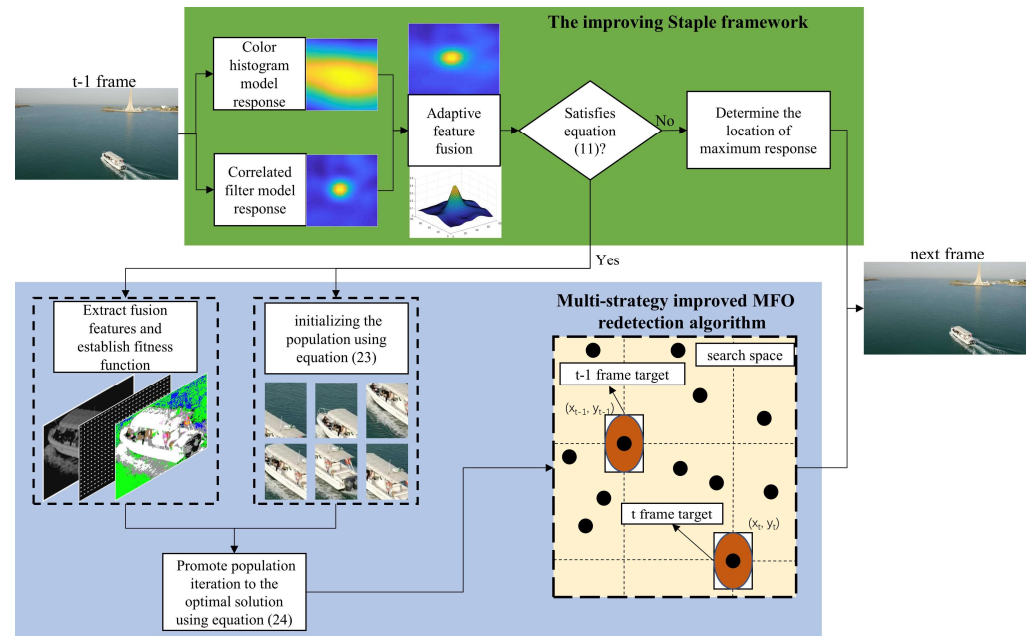 The improving Staple framework
t-1 frame
Color
histogram
model
response
Correlated
filter model
response
Adaptive
feature
fusion
Satisfies
equation
(11)?
No
Determine the
location of
maximum response
Yes
next frame
Extract fusion
features and
establish fitness
function
initializing the
population using
equation (23)
Multi-strategy improved MFO
redetection algorithm
search space
t-1 frame target
(xt-1, yt-1)
t frame target
(xt, yt)
Promote population
iteration to the
optimal solution
using equation (24)